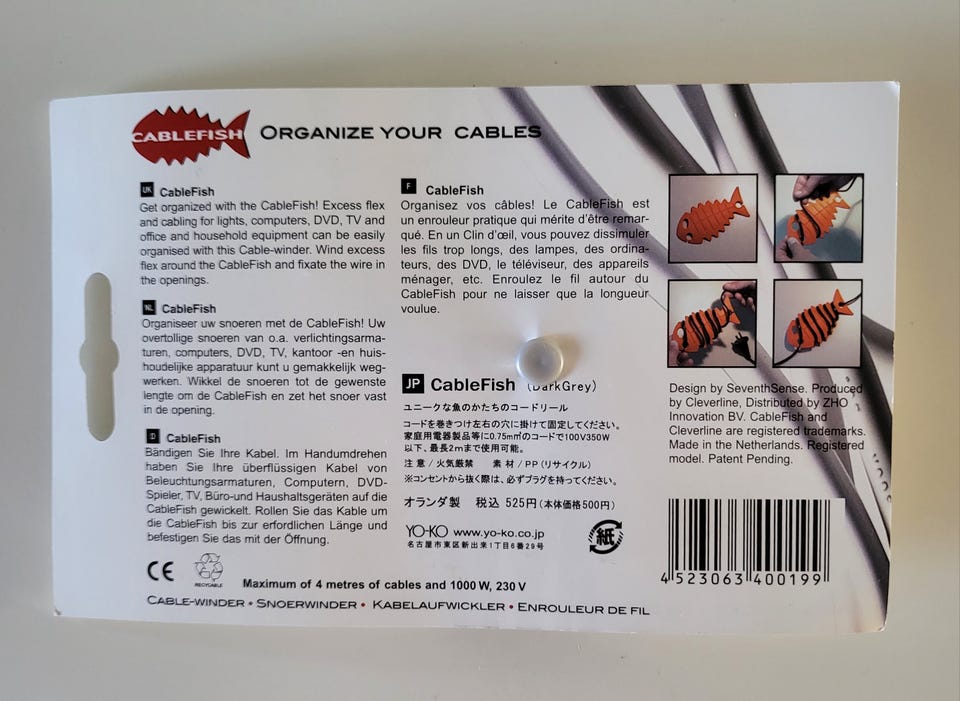 CABLEFISH ORGANIZE YOUR CABLES
UK CableFish
Get organized with the CableFish! Excess flex
and cabling for lights, computers, DVD, TV and
office and household equipment can be easily
organised with this Cable-winder. Wind excess
flex around the CableFish and fixate the wire in
the openings.
NL CableFish
Organiseer uw snoeren met de CableFish! Uw
overtollige snoeren van o.a. verlichtingsarma-
turen, computers, DVD, TV, kantoor -en huis-
houdelijke apparatuur kunt u gemakkelijk weg-
werken. Wikkel de snoeren tot de gewenste
lengte om de CableFish en zet het snoer vast
in de opening.
D CableFish
Bändigen Sie Ihre Kabel. Im Handumdrehen
haben Sie Ihre überflüssigen Kabel von
Beleuchtungsarmaturen, Computern, DVD-
Spieler, TV, Büro-und Haushaltsgeräten auf die
CableFish gewickelt. Rollen Sie das Kable um
die CableFish bis zur erforderlichen Länge und
befestigen Sie das mit der Öffnung.
F CableFish
Organisez vos câbles! Le CableFish est
un enrouleur pratique qui mérite d'être remar-
qué. En un Clin d'œil, vous pouvez dissimuler
les fils trop longs, des lampes, des ordina-
teurs, des DVD, le téléviseur, des appareils
ménager, etc. Enroulez le fil autour du
CableFish pour ne laisser que la longueur
voulue.
JP CableFish (DarkGrey)
ユニークな魚のかたちのコードリール
コードを巻きつけ左右の穴に掛けて固定してください。
家庭用電器製品等に0.75m㎡のコードで100V350W
以下、最長2mまで使用可能。
注意/火気厳禁 素材/PP(リサイクル)
※コンセントから抜く際は、必ずプラグを持ってください。
オランダ製 税込 525円(本体価格500円)
YO-KO www.yo-ko.co.jp
名古屋市東区新出来1丁目6番29号
紙
Design by SeventhSense. Produced
by Cleverline, Distributed by ZHO
Innovation BV. CableFish and
Cleverline are registered trademarks.
Made in the Netherlands. Registered
model. Patent Pending.
4 523063 400199
CE RECYCLABLE
Maximum of 4 metres of cables and 1000 W, 230 V
CABLE-WINDER • SNOERWINDER • KABELAUFWICKLER • ENROULEUR DE FIL